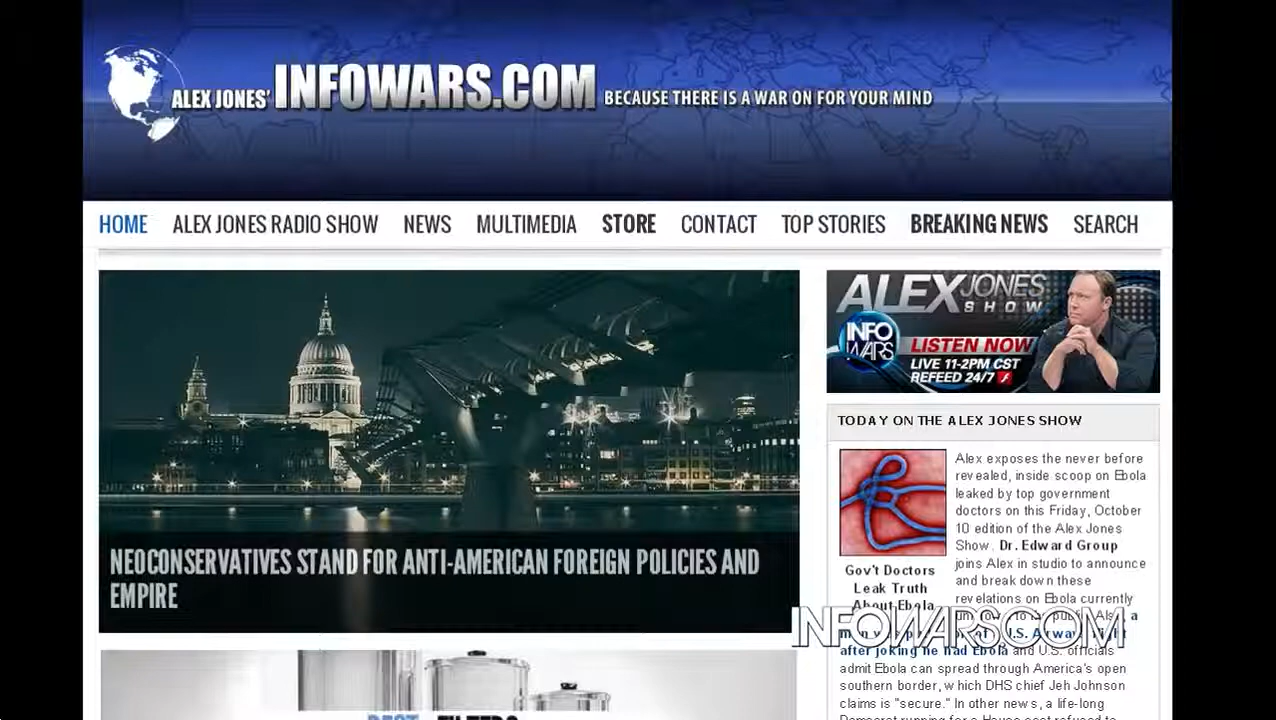 ALEX JONES' INFOWARS.COM BECAUSE THERE IS A WAR ON FOR YOUR MIND
HOME ALEX JONES RADIO SHOW NEWS MULTIMEDIA STORE CONTACT TOP STORIES BREAKING NEWS SEARCH
NEOCONSERVATIVES STAND FOR ANTI-AMERICAN FOREIGN POLICIES AND
EMPIRE
ALEX JONES
SHOW
INFO
WARS
LISTEN NOW
LIVE 11-2PM CST
REFEED 24/7
TODAY ON THE ALEX JONES SHOW
Gov't Doctors
Leak Truth
About Ebola
Alex exposes the never before
revealed, inside scoop on Ebola
leaked by top government
doctors on this Friday, October
10 edition of the Alex Jones
Show. Dr. Edward Group
joins Alex in studio to announce
and break down these
revelations on Ebola currently
a
after joking he had Ebola and U.S. officials
admit Ebola can spread through America's open
southern border, which DHS chief Jeh Johnson
claims is "secure." In other news, a life-long
INFOWARS.COM